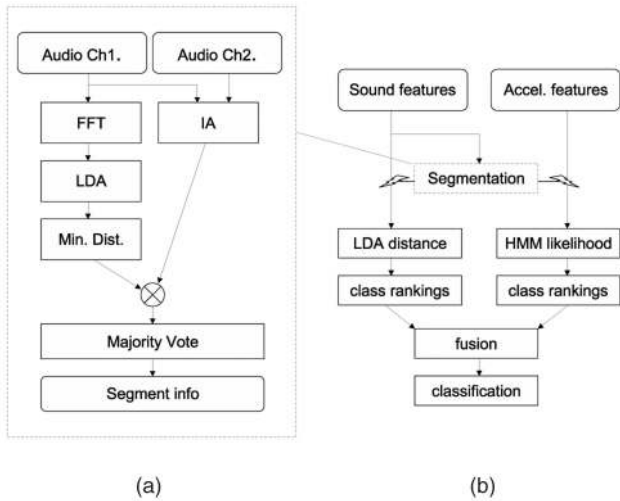 Audio Ch1.
Audio Ch2.
FFT
IA
LDA
Min. Dist.
Majority Vote
Segment info
(a)
Sound features
Accel. features
Segmentation
LDA distance
HMM likelihood
class rankings
class rankings
fusion
classification
(b)